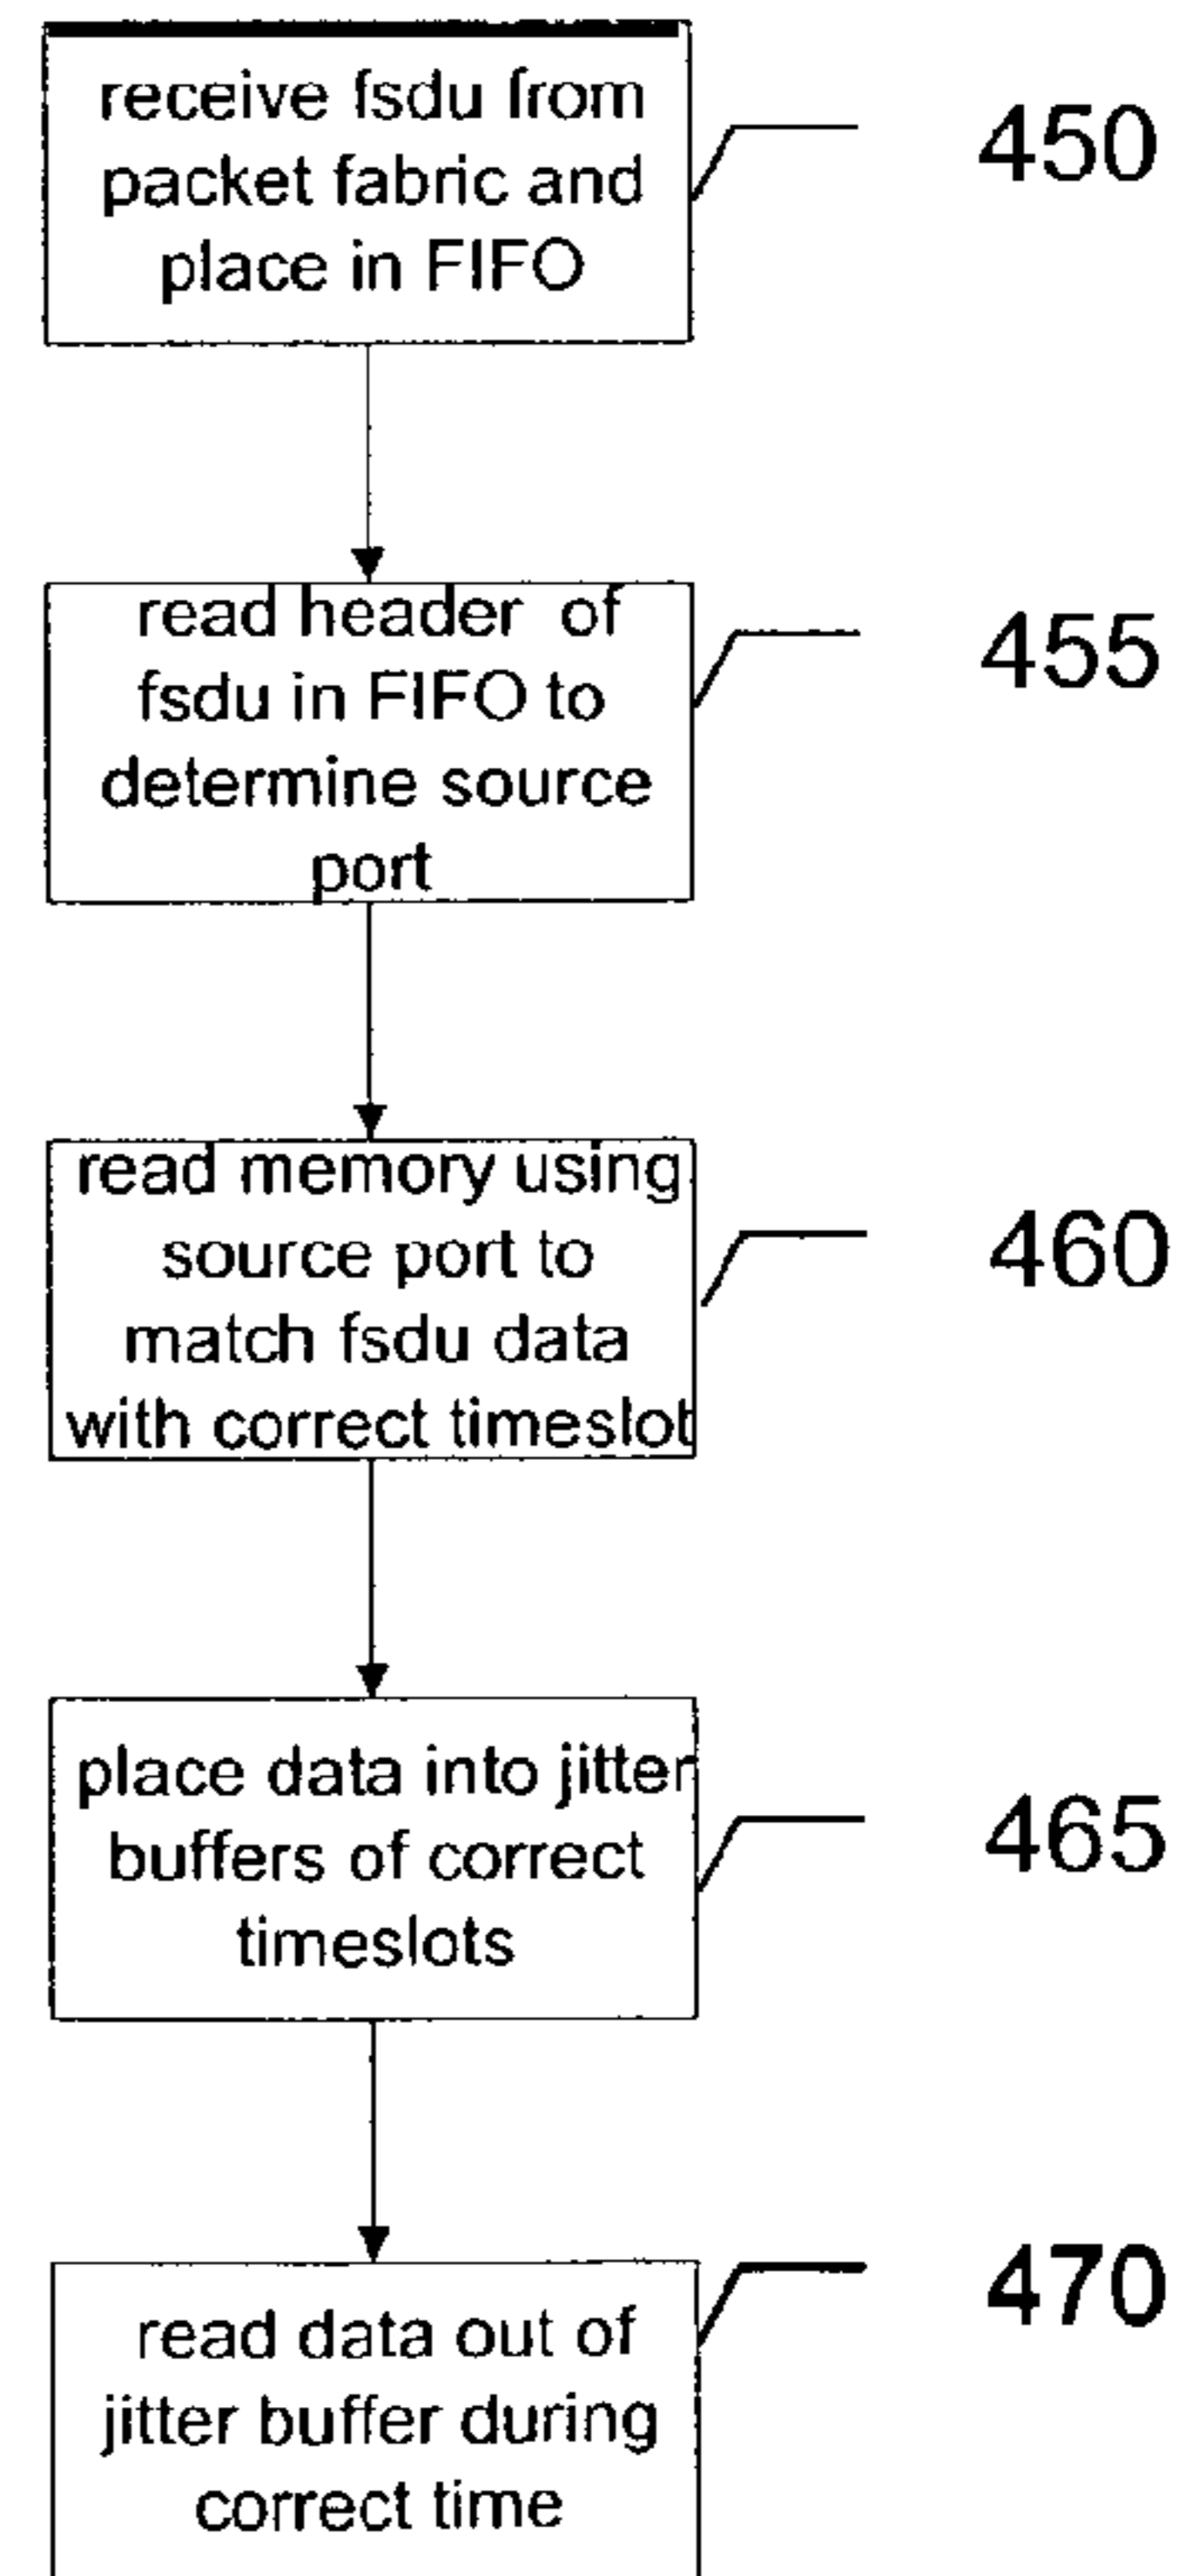 receive fsdu from
packet fabric and
place in FIFO
450
read header of
fsdu in FIFO to
determine source
port
455
read memory using
source port to
match fsdu data
with correct timeslot
460
place data into jitter
buffers of correct
timeslots
465
read data out of
jitter buffer during
correct time
470